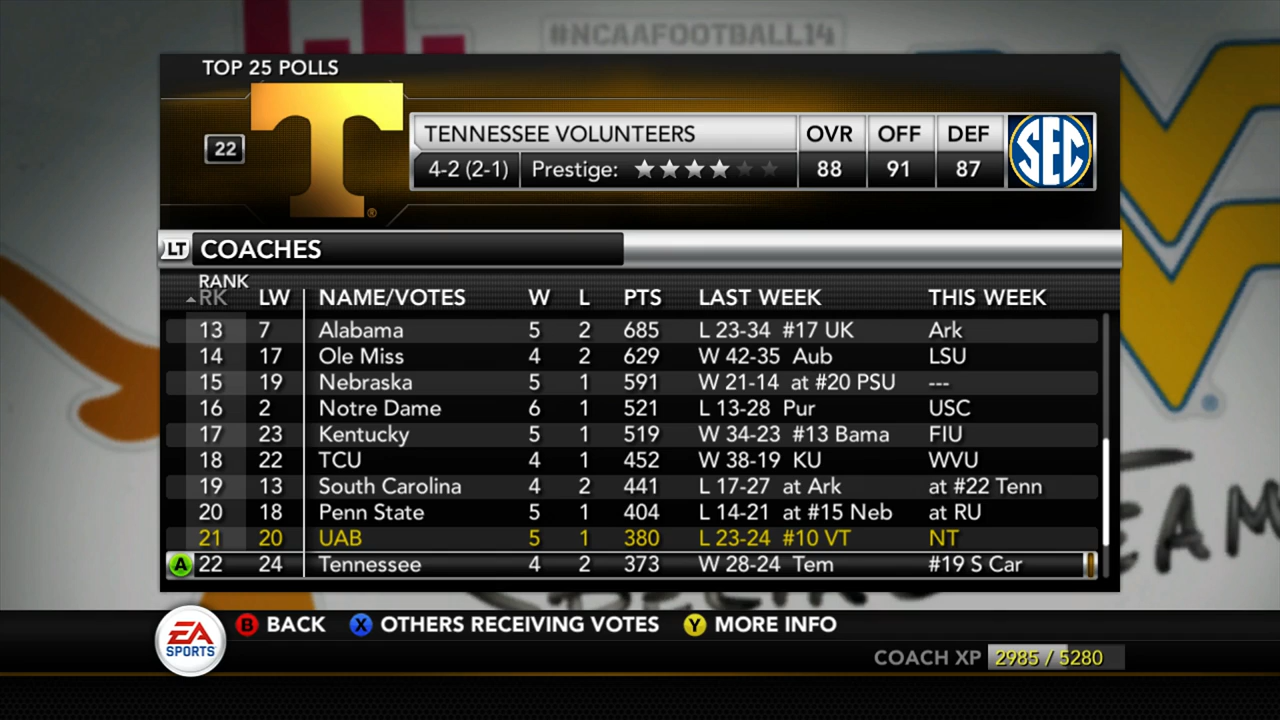 #NCAAFOOTBALL14
TOP 25 POLLS
22
T
®
TENNESSEE VOLUNTEERS OVR OFF DEF
4-2 (2-1) Prestige: 88 91 87
SEC
LT COACHES
RANK
RK LW NAME/VOTES W L PTS LAST WEEK THIS WEEK
13 7 Alabama 5 2 685 L 23-34 #17 UK Ark
14 17 Ole Miss 4 2 629 W 42-35 Aub LSU
15 19 Nebraska 5 1 591 W 21-14 at #20 PSU ---
16 2 Notre Dame 6 1 521 L 13-28 Pur USC
17 23 Kentucky 5 1 519 W 34-23 #13 Bama FIU
18 22 TCU 4 1 452 W 38-19 KU WVU
19 13 South Carolina 4 2 441 L 17-27 at Ark at #22 Tenn
20 18 Penn State 5 1 404 L 14-21 at #15 Neb at RU
21 20 UAB 5 1 380 L 23-24 #10 VT NT
A 22 24 Tennessee 4 2 373 W 28-24 Tem #19 S Car
EA SPORTS
B BACK X OTHERS RECEIVING VOTES Y MORE INFO
COACH XP 2985 / 5280